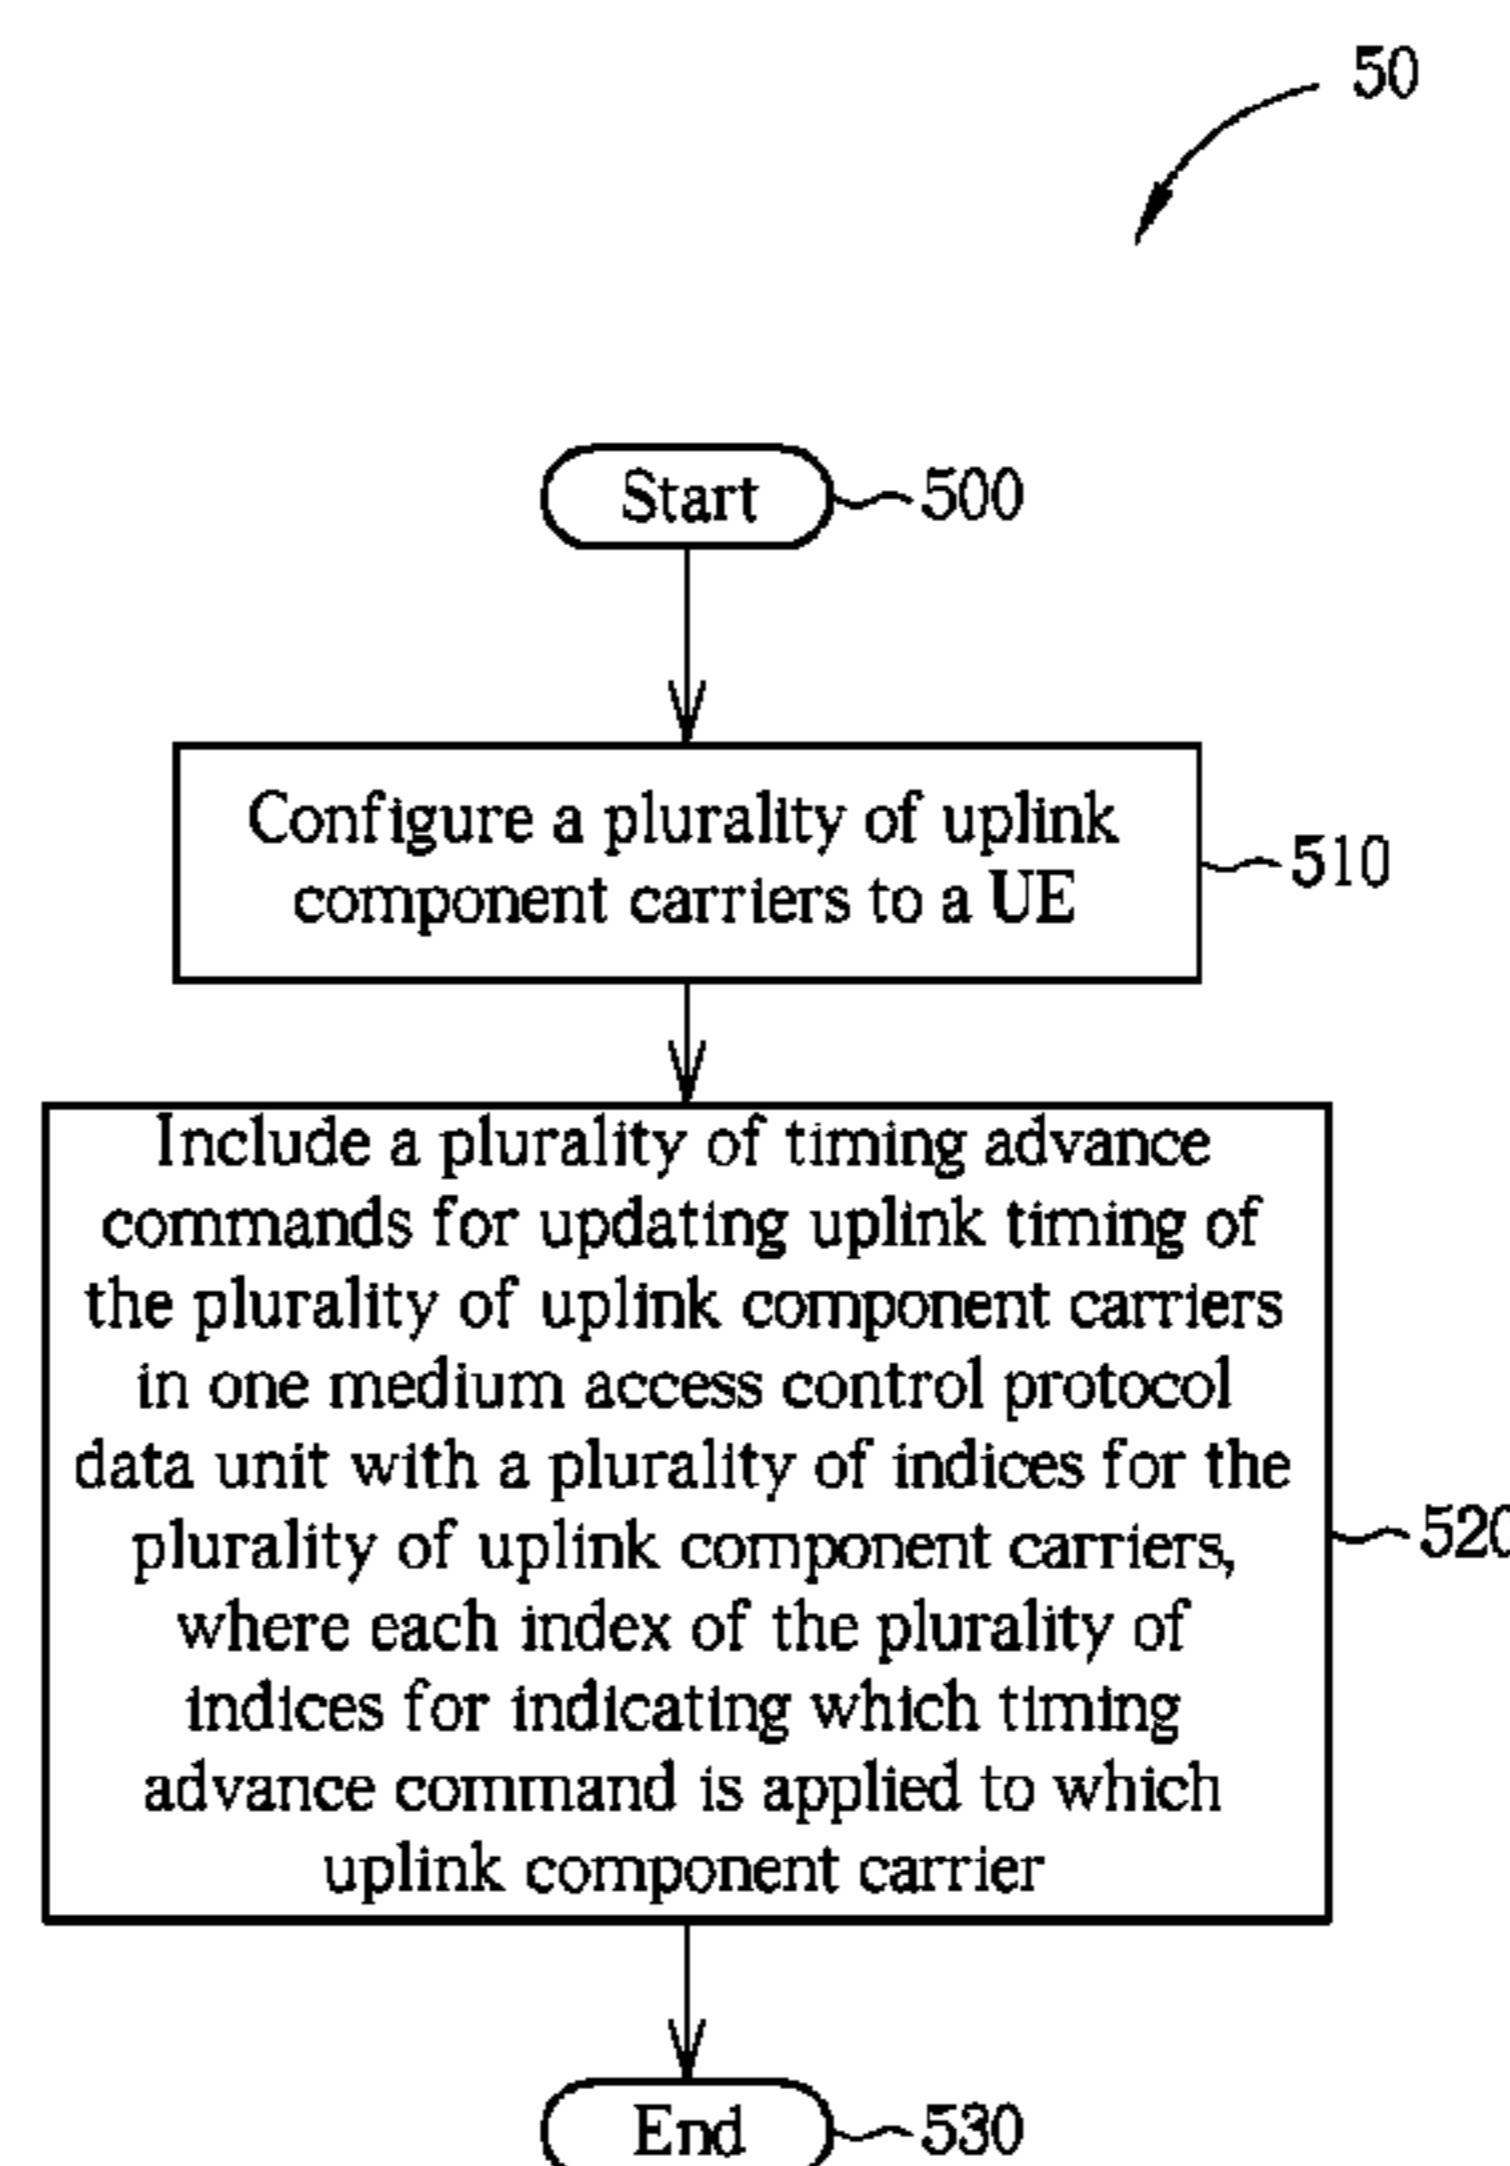 50
Start
500
Configure a plurality of uplink
component carriers to a UE
510
Include a plurality of timing advance
commands for updating uplink timing of
the plurality of uplink component carriers
in one medium access control protocol
data unit with a plurality of indices for the
plurality of uplink component carriers,
where each index of the plurality of
indices for indicating which timing
advance command is applied to which
uplink component carrier
520
End
530